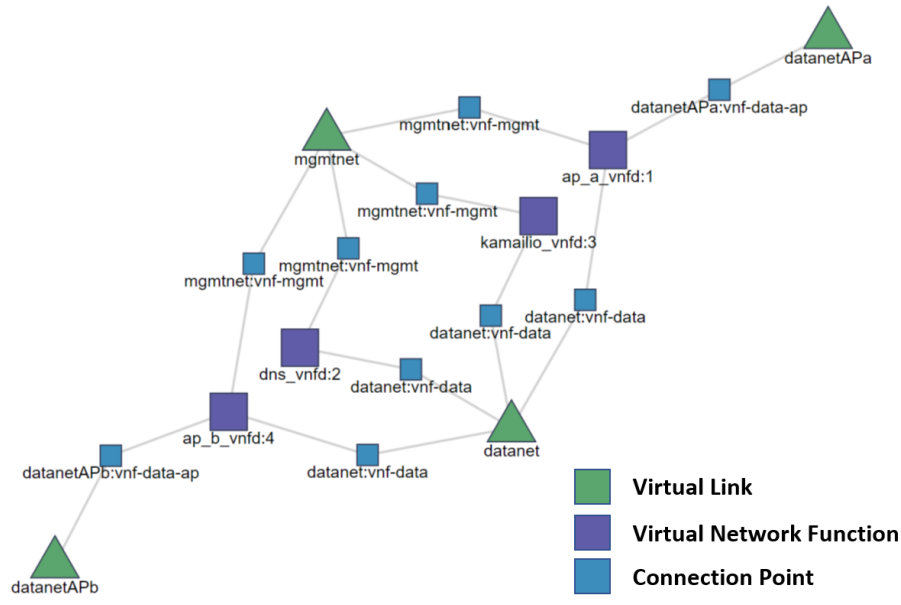 datanetAPa
datanetAPa:vnf-data-ap
mgmtnet:vnf-mgmt
mgmtnet
ap_a_vnfd:1
mgmtnet:vnf-mgmt
kamailio_vnfd:3
mgmtnet:vnf-mgmt
mgmtnet:vnf-mgmt
datanet:vnf-data
datanet:vnf-data
dns_vnfd:2
datanet:vnf-data
ap_b_vnfd:4
datanet
datanetAPb:vnf-data-ap
datanet:vnf-data
datanetAPb
Virtual Link
Virtual Network Function
Connection Point